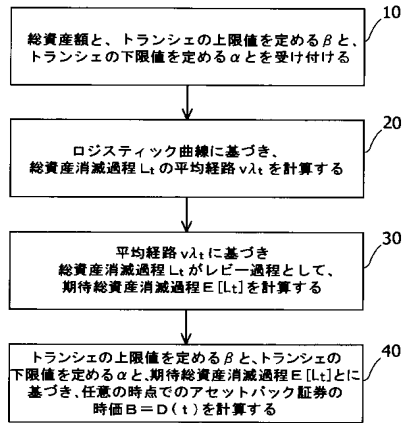 10
総資産額と、トランシェの上限値を定めるβと、
トランシェの下限値を定めるαとを受け付ける
20
ロジスティック曲線に基づき、
総資産消滅過程Ltの平均経路vλtを計算する
30
平均経路vλtに基づき
総資産消滅過程Ltがレビー過程として、
期待総資産消滅過程E[Lt]を計算する
40
トランシェの上限値を定めるβと、トランシェの
下限値を定めるαと、期待総資産消滅過程E[Lt]とに
基づき、任意の時点でのアセットバック証券の
時価B=D(t)を計算する